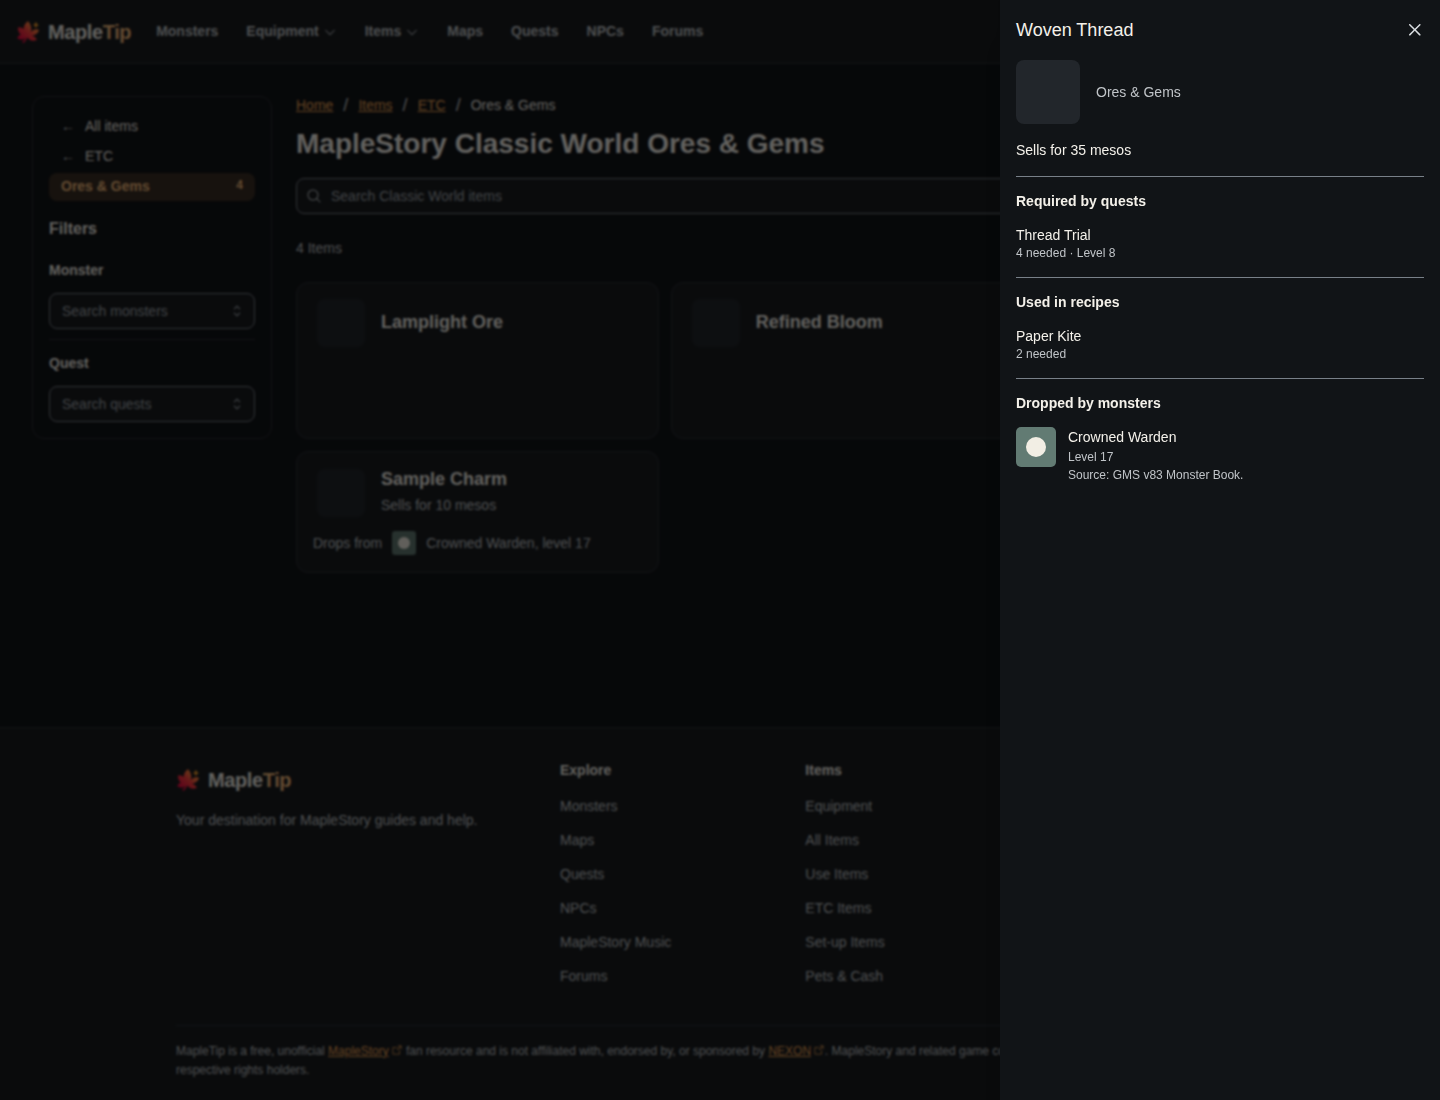 MapleTip
Monsters
Equipment
Items
Maps
Quests
NPCs
Forums
← All items
← ETC
Ores & Gems 4
Filters
Monster
Search monsters
Quest
Search quests
Home / Items / ETC / Ores & Gems
MapleStory Classic World Ores & Gems
Search Classic World items
4 Items
Lamplight Ore
Refined Bloom
Sample Charm
Sells for 10 mesos
Drops from Crowned Warden, level 17
Woven Thread
Ores & Gems
Sells for 35 mesos
Required by quests
Thread Trial
4 needed · Level 8
Used in recipes
Paper Kite
2 needed
Dropped by monsters
Crowned Warden
Level 17
Source: GMS v83 Monster Book.
MapleTip
Your destination for MapleStory guides and help.
Explore
Monsters
Maps
Quests
NPCs
MapleStory Music
Forums
Items
Equipment
All Items
Use Items
ETC Items
Set-up Items
Pets & Cash
MapleTip is a free, unofficial MapleStory fan resource and is not affiliated with, endorsed by, or sponsored by NEXON. MapleStory and related game
respective rights holders.